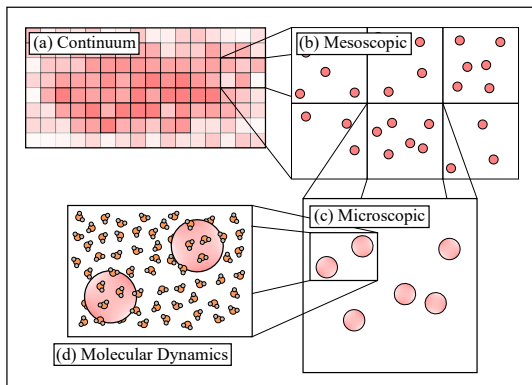 (a) Continuum
(b) Mesoscopic
(c) Microscopic
(d) Molecular Dynamics